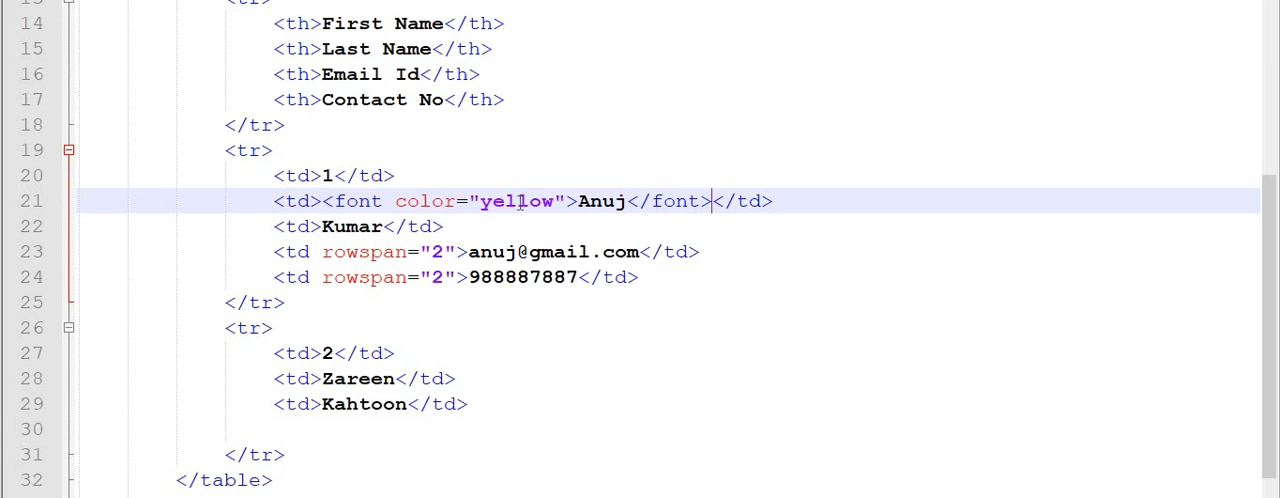 13 <tr>
14 <th>First Name</th>
15 <th>Last Name</th>
16 <th>Email Id</th>
17 <th>Contact No</th>
18 </tr>
19 <tr>
20 <td>1</td>
21 <td><font color="yellow">Anuj</font></td>
22 <td>Kumar</td>
23 <td rowspan="2">anuj@gmail.com</td>
24 <td rowspan="2">988887887</td>
25 </tr>
26 <tr>
27 <td>2</td>
28 <td>Zareen</td>
29 <td>Kahtoon</td>
30
31 </tr>
32 </table>